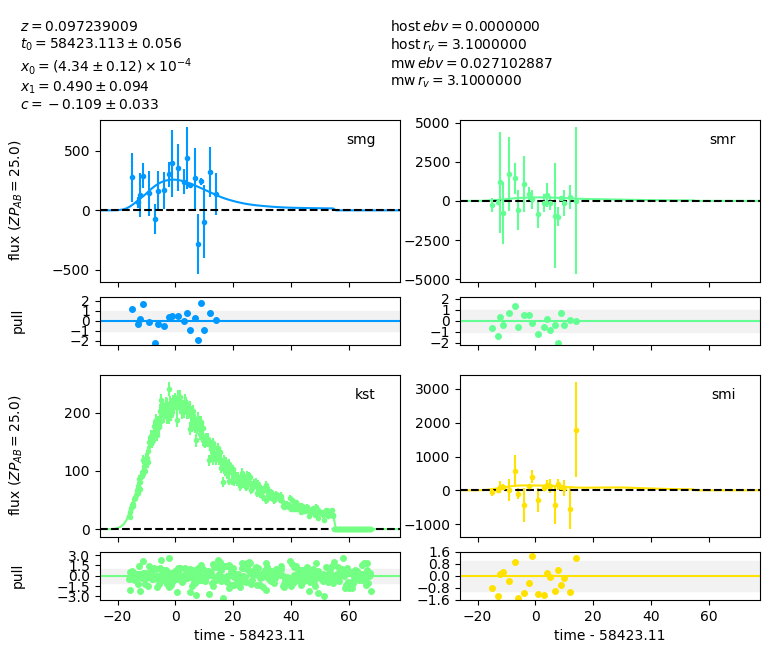 z = 0.097239009
t₀ = 58423.113 ± 0.056
x₀ = (4.34 ± 0.12) × 10⁻⁴
x₁ = 0.490 ± 0.094
c = −0.109 ± 0.033
host ebv = 0.0000000
host r_v = 3.1000000
mw ebv = 0.027102887
mw r_v = 3.1000000
flux (ZP_AB = 25.0)
500
0
−500
smg
5000
2500
0
−2500
−5000
smr
pull
2
1
0
−1
−2
2
1
0
−1
−2
flux (ZP_AB = 25.0)
200
100
0
kst
3000
2000
1000
0
−1000
smi
pull
3.0
1.5
0.0
−1.5
−3.0
1.6
0.8
0.0
−0.8
−1.6
−20 0 20 40 60
−20 0 20 40 60
time - 58423.11
time - 58423.11